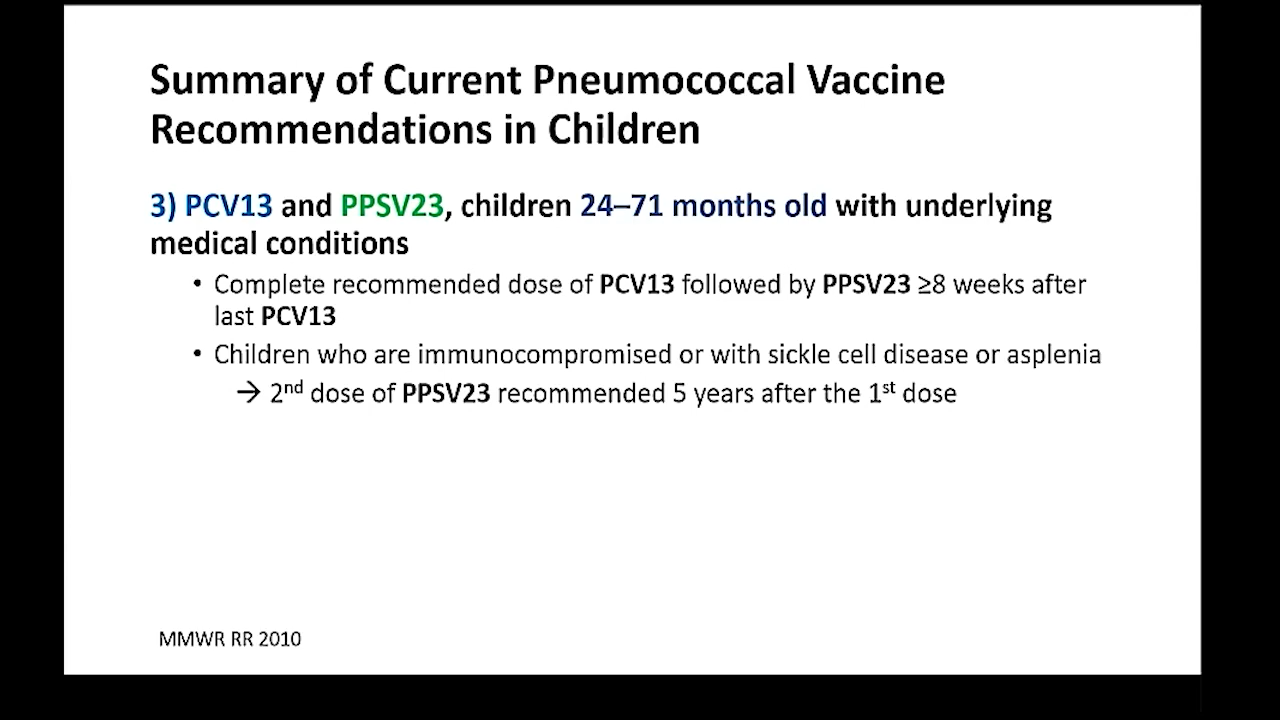 Summary of Current Pneumococcal Vaccine
Recommendations in Children
3) PCV13 and PPSV23, children 24–71 months old with underlying
medical conditions
• Complete recommended dose of PCV13 followed by PPSV23 ≥8 weeks after
last PCV13
• Children who are immunocompromised or with sickle cell disease or asplenia
→ 2nd dose of PPSV23 recommended 5 years after the 1st dose
MMWR RR 2010